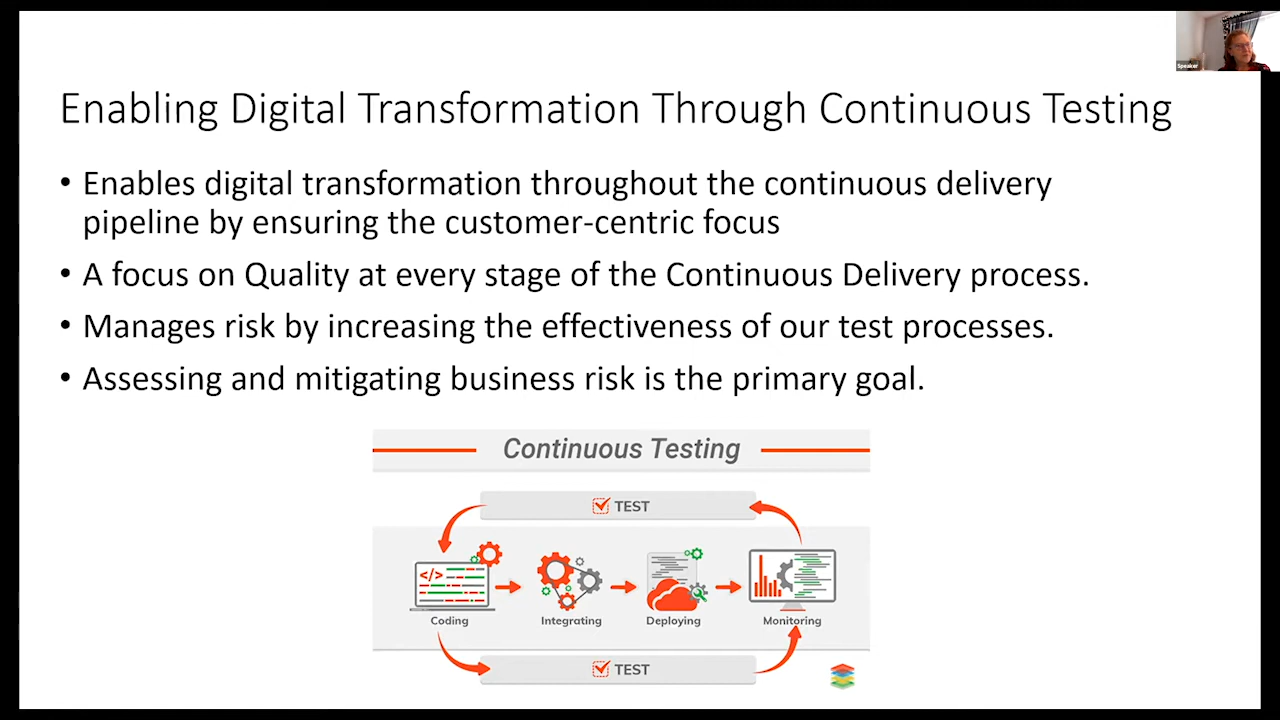 Speaker
Enabling Digital Transformation Through Continuous Testing
• Enables digital transformation throughout the continuous delivery
pipeline by ensuring the customer-centric focus
• A focus on Quality at every stage of the Continuous Delivery process.
• Manages risk by increasing the effectiveness of our test processes.
• Assessing and mitigating business risk is the primary goal.
Continuous Testing
TEST
</>
Coding
Integrating
Deploying
Monitoring
TEST